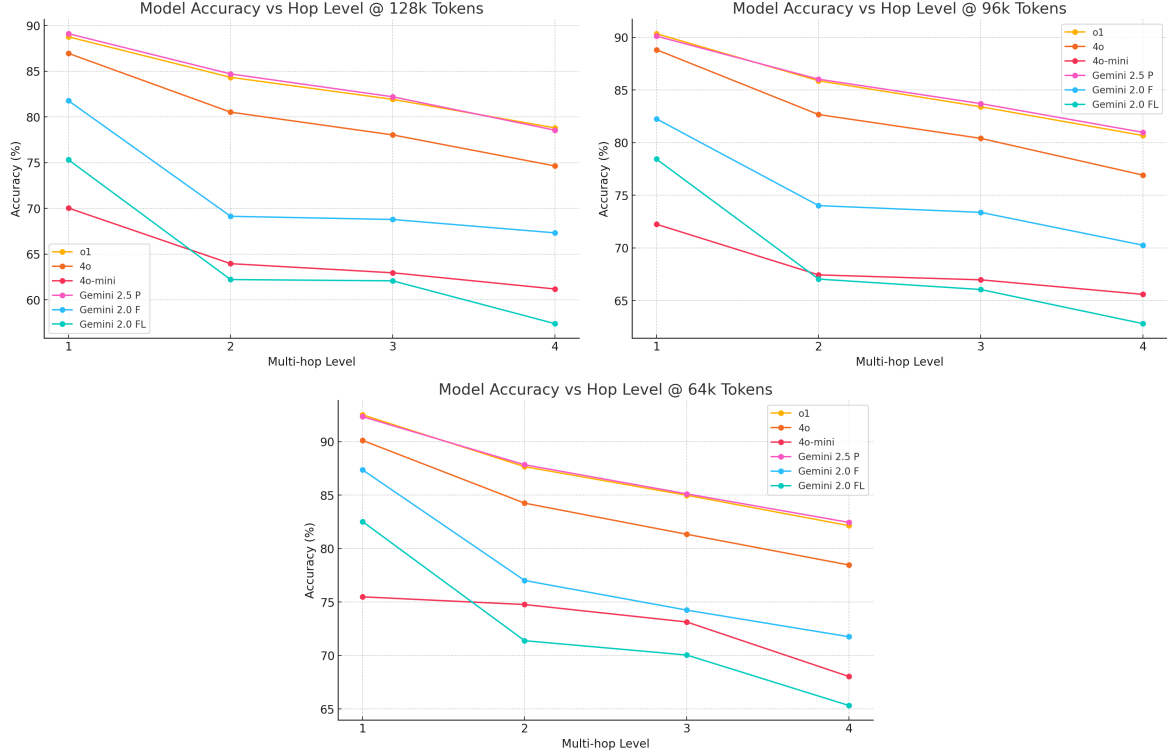 Model Accuracy vs Hop Level @ 128k Tokens
90
85
80
75
70
65
60
Accuracy (%)
o1
4o
4o-mini
Gemini 2.5 P
Gemini 2.0 F
Gemini 2.0 FL
1 2 3 4
Multi-hop Level
Model Accuracy vs Hop Level @ 96k Tokens
90
85
80
75
70
65
Accuracy (%)
o1
4o
4o-mini
Gemini 2.5 P
Gemini 2.0 F
Gemini 2.0 FL
1 2 3 4
Multi-hop Level
Model Accuracy vs Hop Level @ 64k Tokens
90
85
80
75
70
65
Accuracy (%)
o1
4o
4o-mini
Gemini 2.5 P
Gemini 2.0 F
Gemini 2.0 FL
1 2 3 4
Multi-hop Level